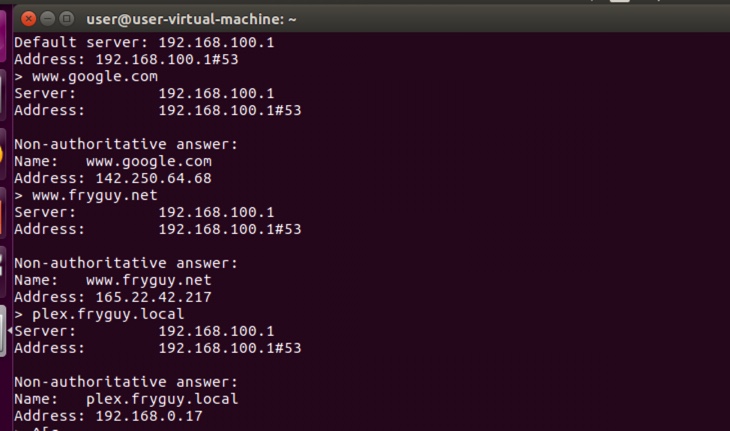 user@user-virtual-machine: ~
Default server: 192.168.100.1
Address: 192.168.100.1#53
> www.google.com
Server:         192.168.100.1
Address:        192.168.100.1#53

Non-authoritative answer:
Name:   www.google.com
Address: 142.250.64.68
> www.fryguy.net
Server:         192.168.100.1
Address:        192.168.100.1#53

Non-authoritative answer:
Name:   www.fryguy.net
Address: 165.22.42.217
> plex.fryguy.local
Server:         192.168.100.1
Address:        192.168.100.1#53

Non-authoritative answer:
Name:   plex.fryguy.local
Address: 192.168.0.17